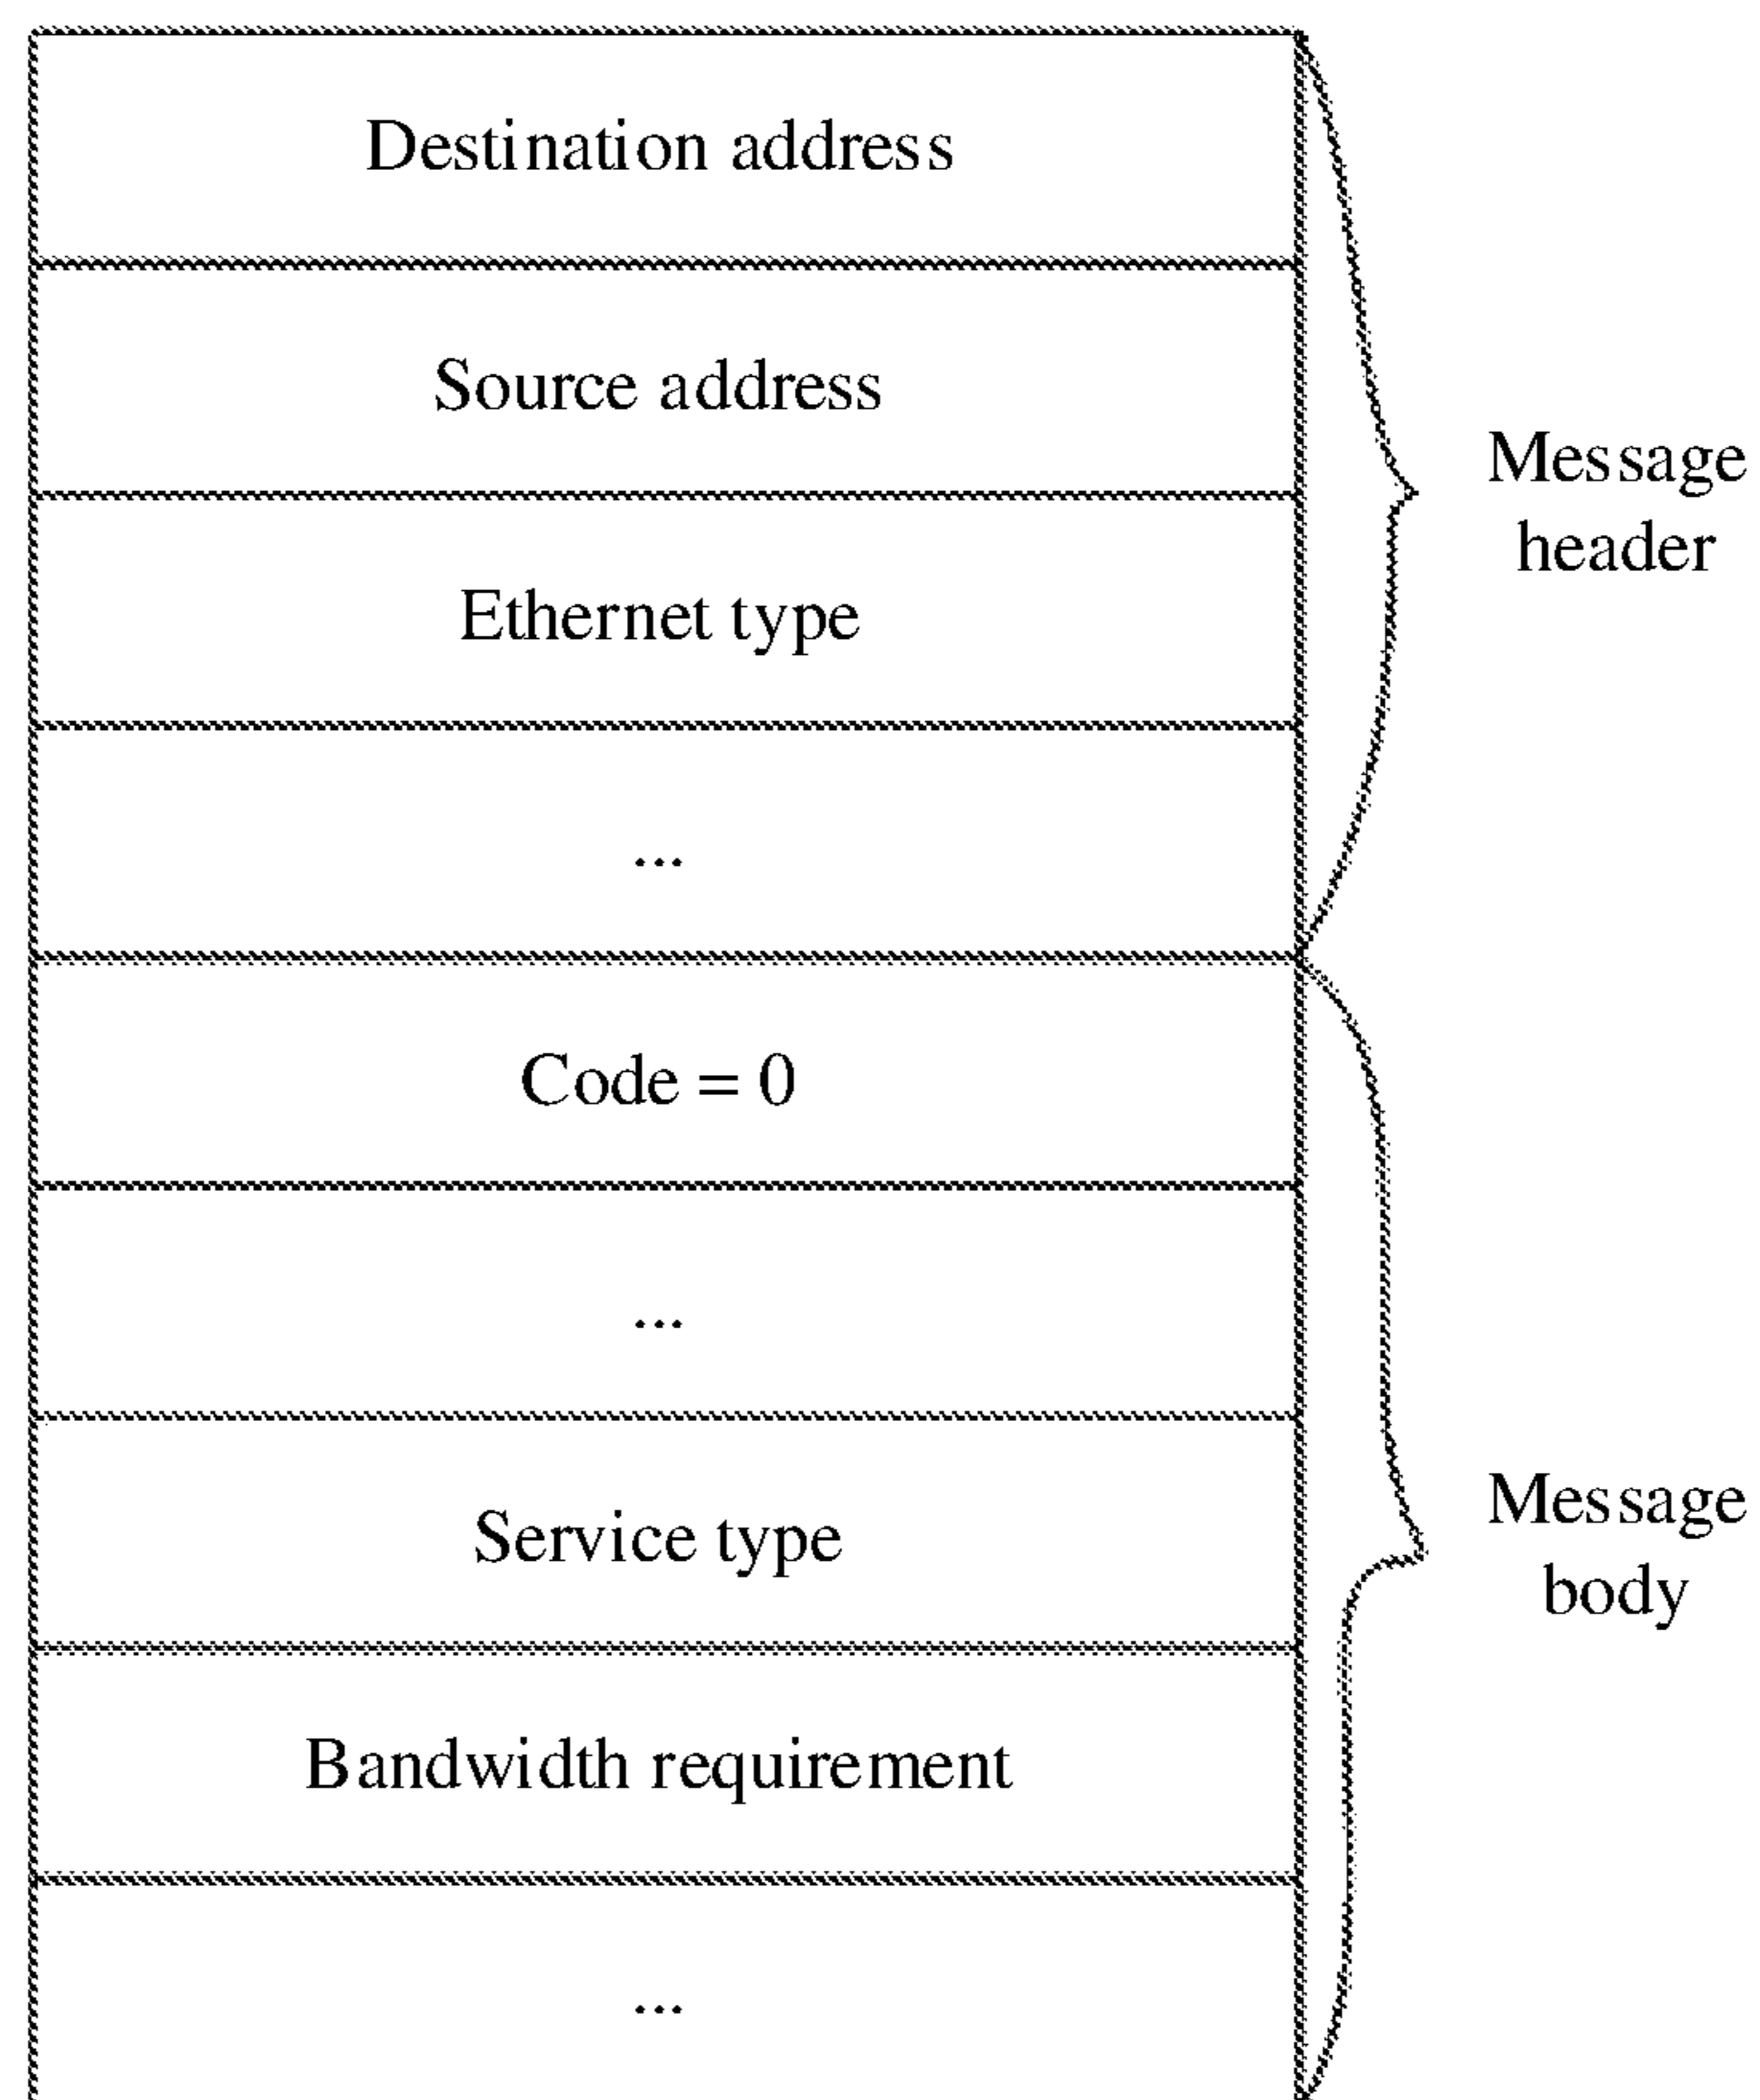 Destination address
Source address
Ethernet type
...
Message
header
Code = 0
...
Service type
Bandwidth requirement
...
Message
body